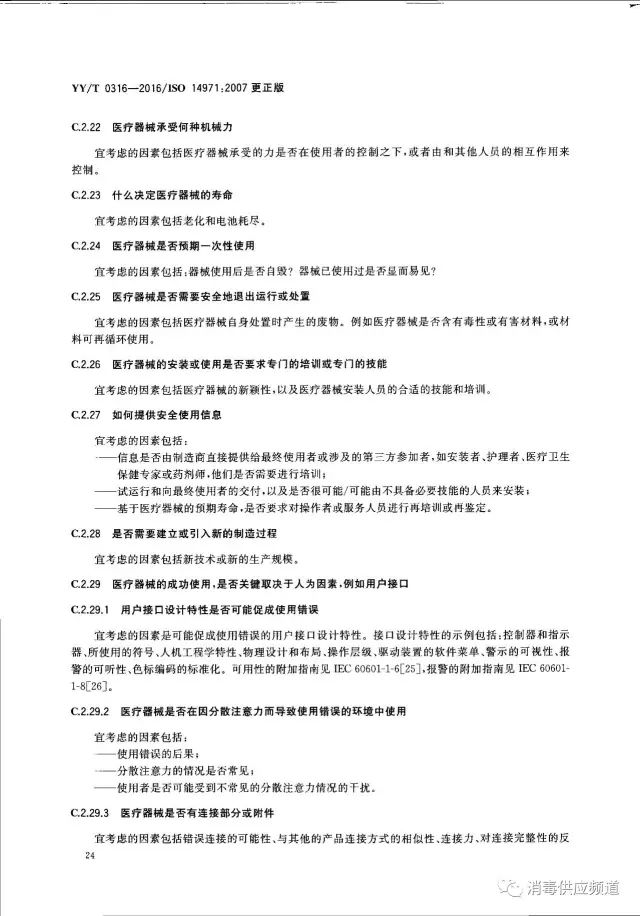 YY/T 0316—2016/ISO 14971:2007 更正版
C.2.22 医疗器械承受何种机械力
宜考虑的因素包括医疗器械承受的力是否在使用者的控制之下,或者由和其他人员的相互作用来
控制。
C.2.23 什么决定医疗器械的寿命
宜考虑的因素包括老化和电池耗尽。
C.2.24 医疗器械是否预期一次性使用
宜考虑的因素包括:器械使用后是否自毁？器械已使用过是否显而易见？
C.2.25 医疗器械是否需要安全地退出运行或处置
宜考虑的因素包括医疗器械自身处置时产生的废物。例如医疗器械是否含有毒性或有害材料,或材
料可再循环使用。
C.2.26 医疗器械的安装或使用是否要求专门的培训或专门的技能
宜考虑的因素包括医疗器械的新颖性,以及医疗器械安装人员的合适的技能和培训。
C.2.27 如何提供安全使用信息
宜考虑的因素包括:
——信息是否由制造商直接提供给最终使用者或涉及的第三方参加者,如安装者、护理者、医疗卫生
保健专家或药剂师,他们是否需要进行培训;
——试运行和向最终使用者的交付,以及是否很可能/可能由不具备必要技能的人员来安装;
——基于医疗器械的预期寿命,是否要求对操作者或服务人员进行再培训或再鉴定。
C.2.28 是否需要建立或引入新的制造过程
宜考虑的因素包括新技术或新的生产规模。
C.2.29 医疗器械的成功使用,是否关键取决于人为因素,例如用户接口
C.2.29.1 用户接口设计特性是否可能促成使用错误
宜考虑的因素是可能促成使用错误的用户接口设计特性。接口设计特性的示例包括:控制器和指示
器、所使用的符号、人机工程学特性、物理设计和布局、操作层级、驱动装置的软件菜单、警示的可视性、报
警的可听性、色标编码的标准化。可用性的附加指南见 IEC 60601-1-6[25],报警的附加指南见 IEC 60601-
1-8[26]。
C.2.29.2 医疗器械是否在因分散注意力而导致使用错误的环境中使用
宜考虑的因素包括:
——使用错误的后果;
——分散注意力的情况是否常见;
——使用者是否可能受到不常见的分散注意力情况的干扰。
C.2.29.3 医疗器械是否有连接部分或附件
宜考虑的因素包括错误连接的可能性、与其他的产品连接方式的相似性、连接力、对连接完整性的反
24
消毒供应频道